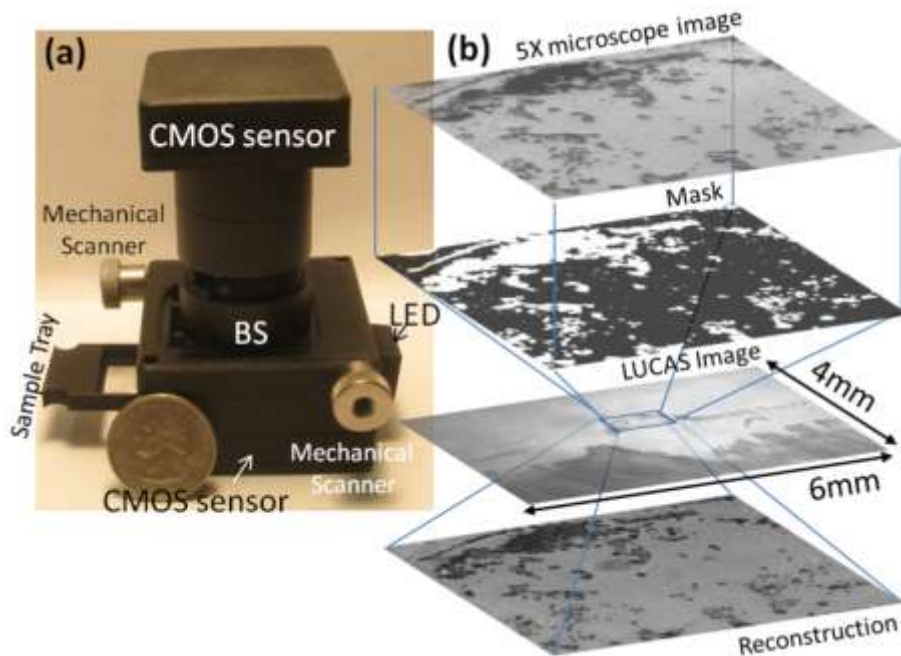 (a)
CMOS sensor
Mechanical
Scanner
BS
LED
Sample Tray
Mechanical
Scanner
CMOS sensor
(b)
5X microscope image
Mask
LUCAS Image
4mm
6mm
Reconstruction